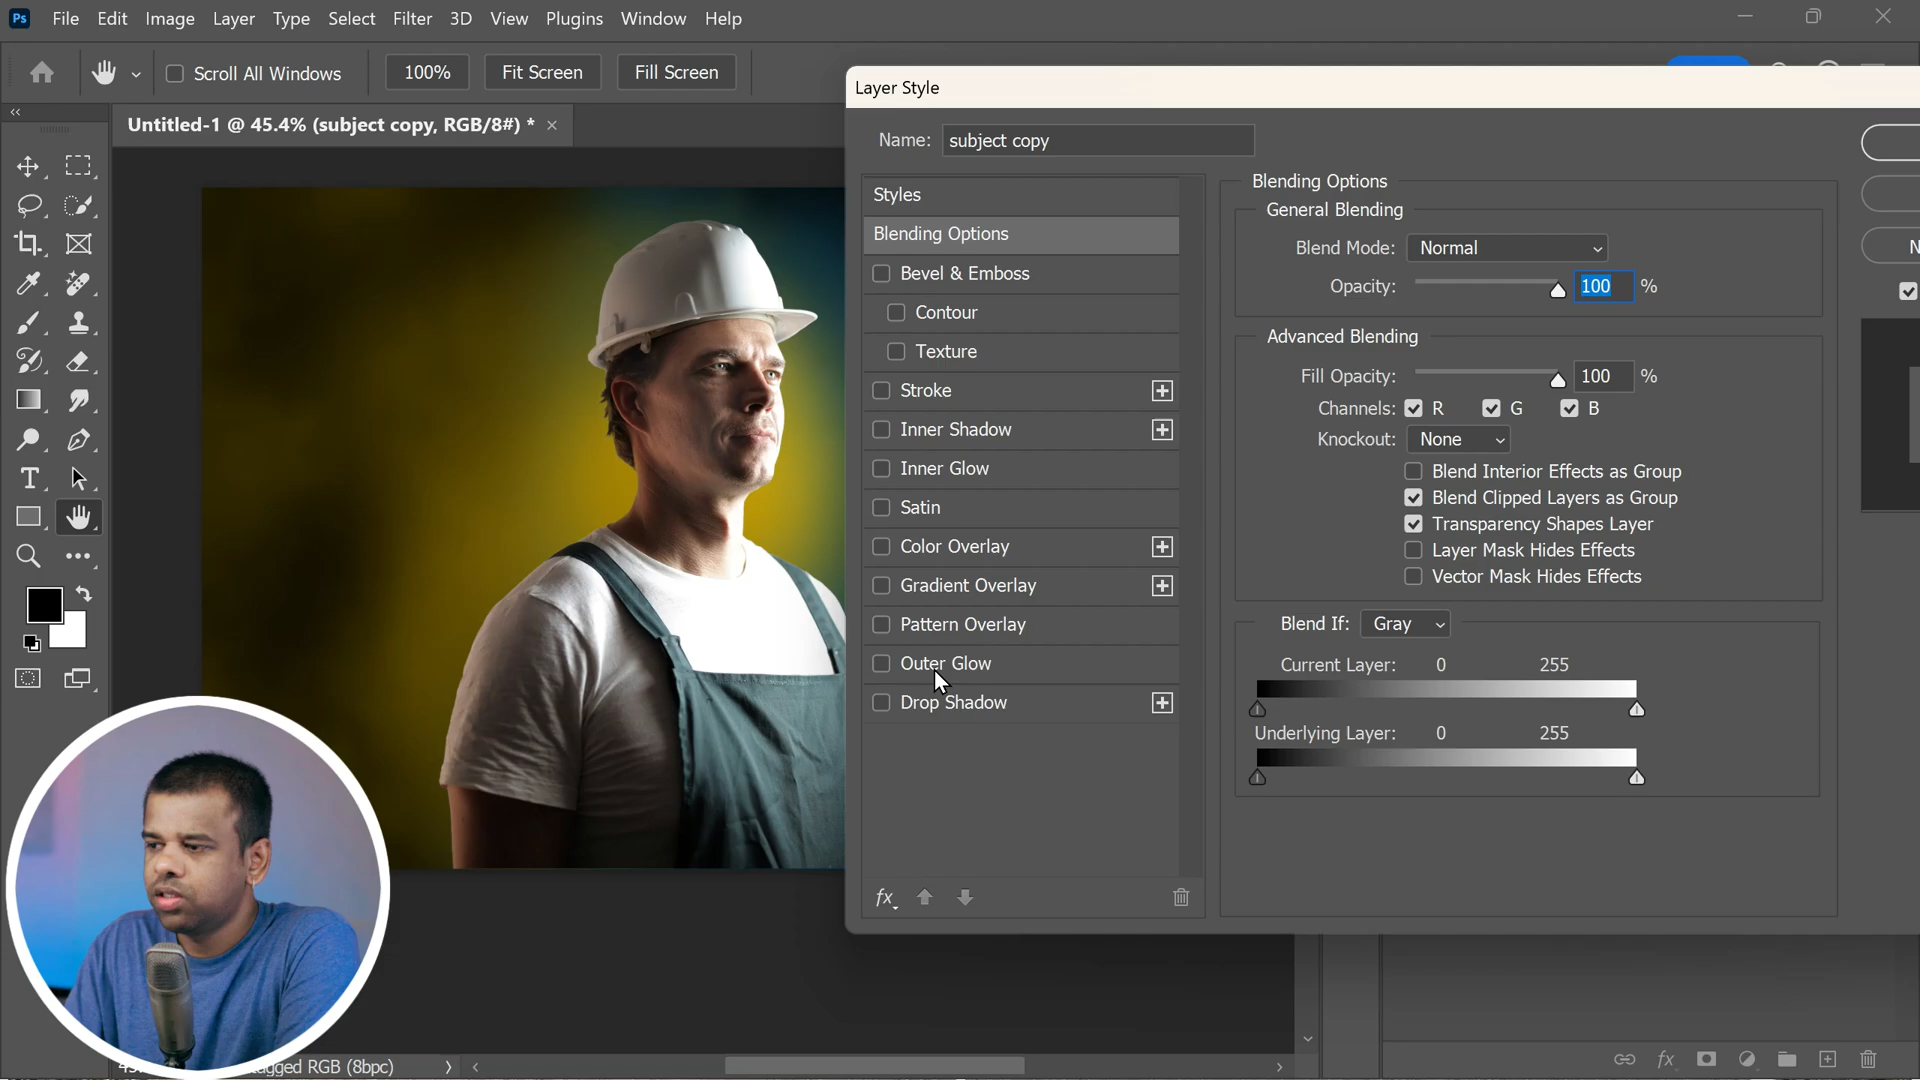 Ps File Edit Image Layer Type Select Filter 3D View Plugins Window Help
Scroll All Windows 100% Fit Screen Fill Screen
Untitled-1 @ 45.4% (subject copy, RGB/8#) *
Layer Style
Name: subject copy
Styles
Blending Options
Bevel & Emboss
Contour
Texture
Stroke
Inner Shadow
Inner Glow
Satin
Color Overlay
Gradient Overlay
Pattern Overlay
Outer Glow
Drop Shadow
fx
Blending Options
General Blending
Blend Mode: Normal
Opacity: 100 %
Advanced Blending
Fill Opacity: 100 %
Channels: R G B
Knockout: None
Blend Interior Effects as Group
Blend Clipped Layers as Group
Transparency Shapes Layer
Layer Mask Hides Effects
Vector Mask Hides Effects
Blend If: Gray
Current Layer: 0 255
Underlying Layer: 0 255
N
T
RGB (8bpc)
fx